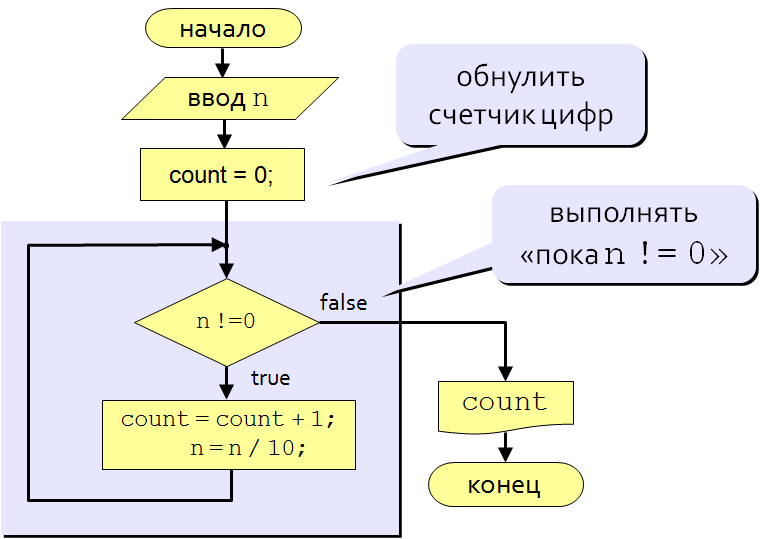 начало
ввод n
обнулить
счетчик цифр
count = 0;
выполнять
«пока n != 0»
n !=0
false
true
count = count + 1;
n = n / 10;
count
конец